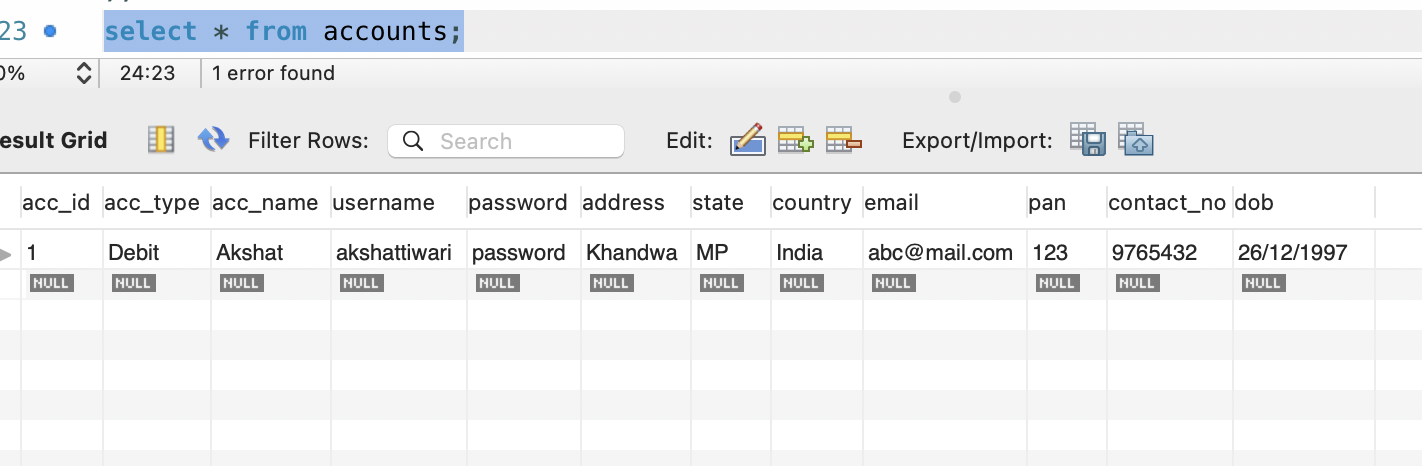 23 select * from accounts;
0% 24:23 1 error found
esult Grid Filter Rows: Search Edit: Export/Import:
acc_id acc_type acc_name username password address state country email pan contact_no dob
1 Debit Akshat akshattiwari password Khandwa MP India abc@mail.com 123 9765432 26/12/1997
NULL NULL NULL NULL NULL NULL NULL NULL NULL NULL NULL NULL